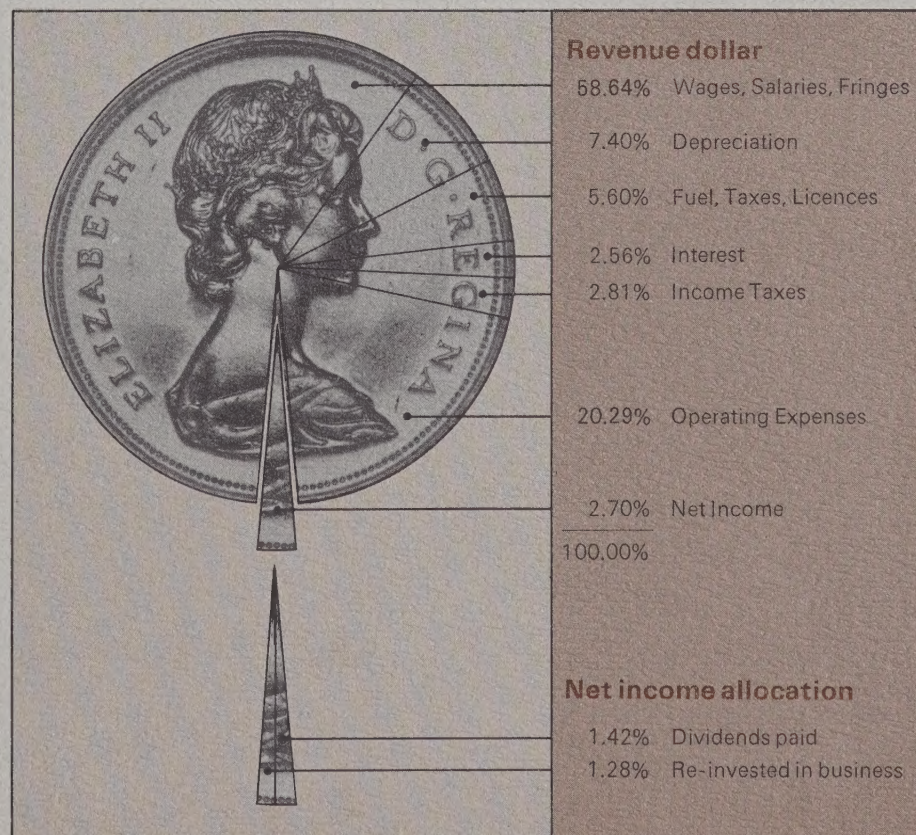 ELIZABETH II D·G·REGINA
Revenue dollar
58.64% Wages, Salaries, Fringes
7.40% Depreciation
5.60% Fuel, Taxes, Licences
2.56% Interest
2.81% Income Taxes
20.29% Operating Expenses
2.70% Net Income
100.00%
Net income allocation
1.42% Dividends paid
1.28% Re-invested in business